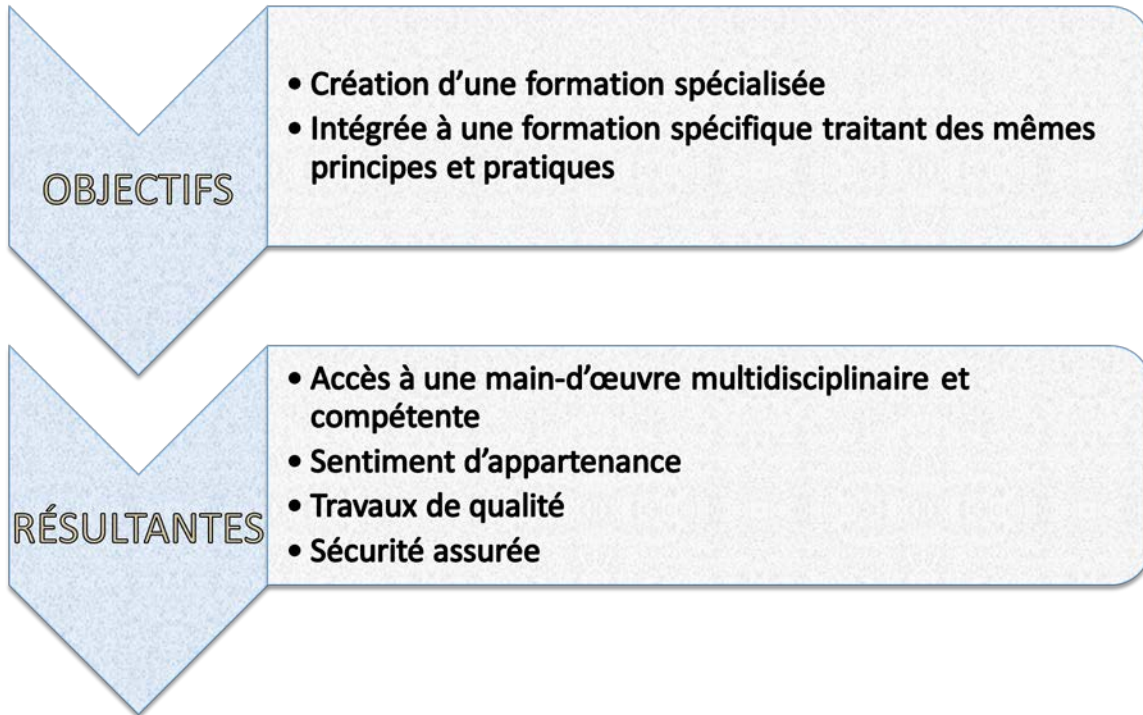 OBJECTIFS
• Création d’une formation spécialisée
• Intégrée à une formation spécifique traitant des mêmes
principes et pratiques
RÉSULTANTES
• Accès à une main-d’œuvre multidisciplinaire et
compétente
• Sentiment d’appartenance
• Travaux de qualité
• Sécurité assurée